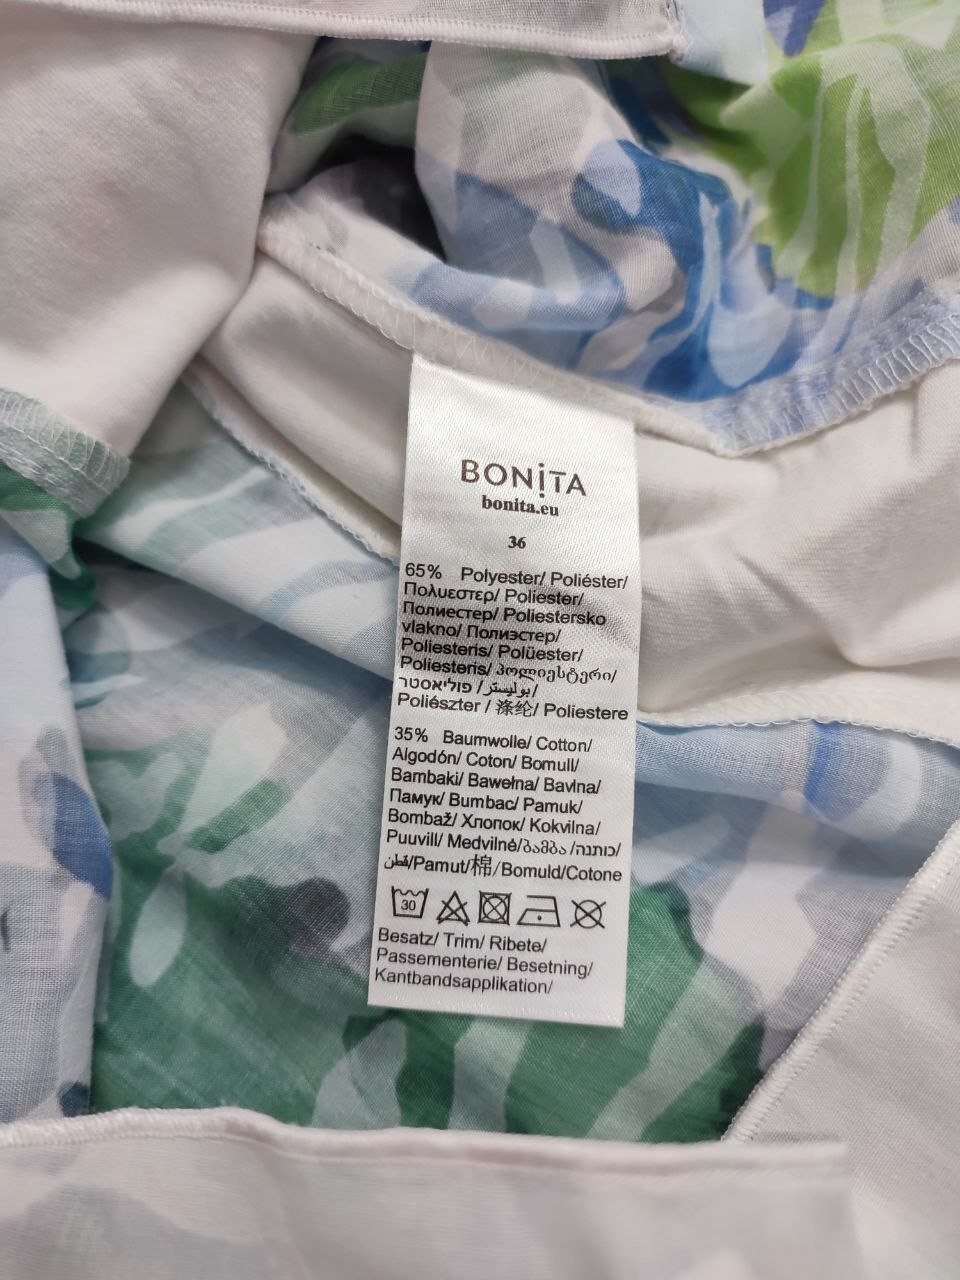 BONiTA
bonita.eu
36
65% Polyester/ Poliéster/
Πολυεστερ/ Poliester/
Полиестер/ Poliestersko
vlakno/ Полиэстер/
Poliesteris/ Polüester/
Poliesteris/ პოლიესტერი/
פוליאסטר /بوليستر/
Poliészter / 涤纶/ Poliestere
35% Baumwolle/ Cotton/
Algodón/ Coton/ Bomull/
Bambaki/ Bawełna/ Bavlna/
Памук/ Bumbac/ Pamuk/
Bombaž/ Хлопок/ Kokvilna/
Puuvill/ Medvilné/ბამბა /כותנה/
قطن/Pamut/棉/Bomuld/Cotone
30
Besatz/ Trim/ Ribete/
Passementerie/ Besetning/
Kantbandsapplikation/